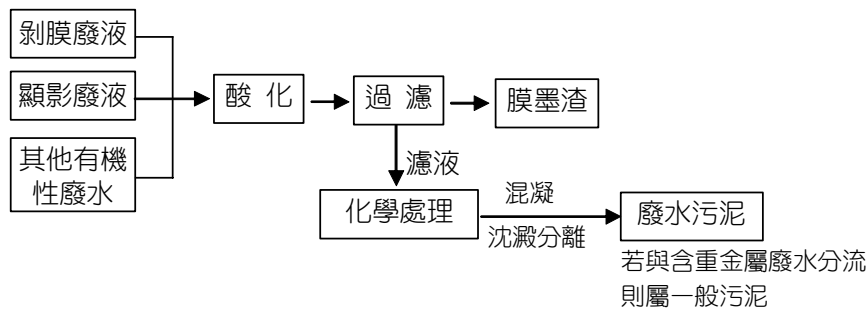 剝膜廢液
顯影廢液
其他有機
性廢水
酸 化
過 濾
膜墨渣
濾液
化學處理
混凝
沈澱分離
廢水污泥
若與含重金屬廢水分流
則屬一般污泥